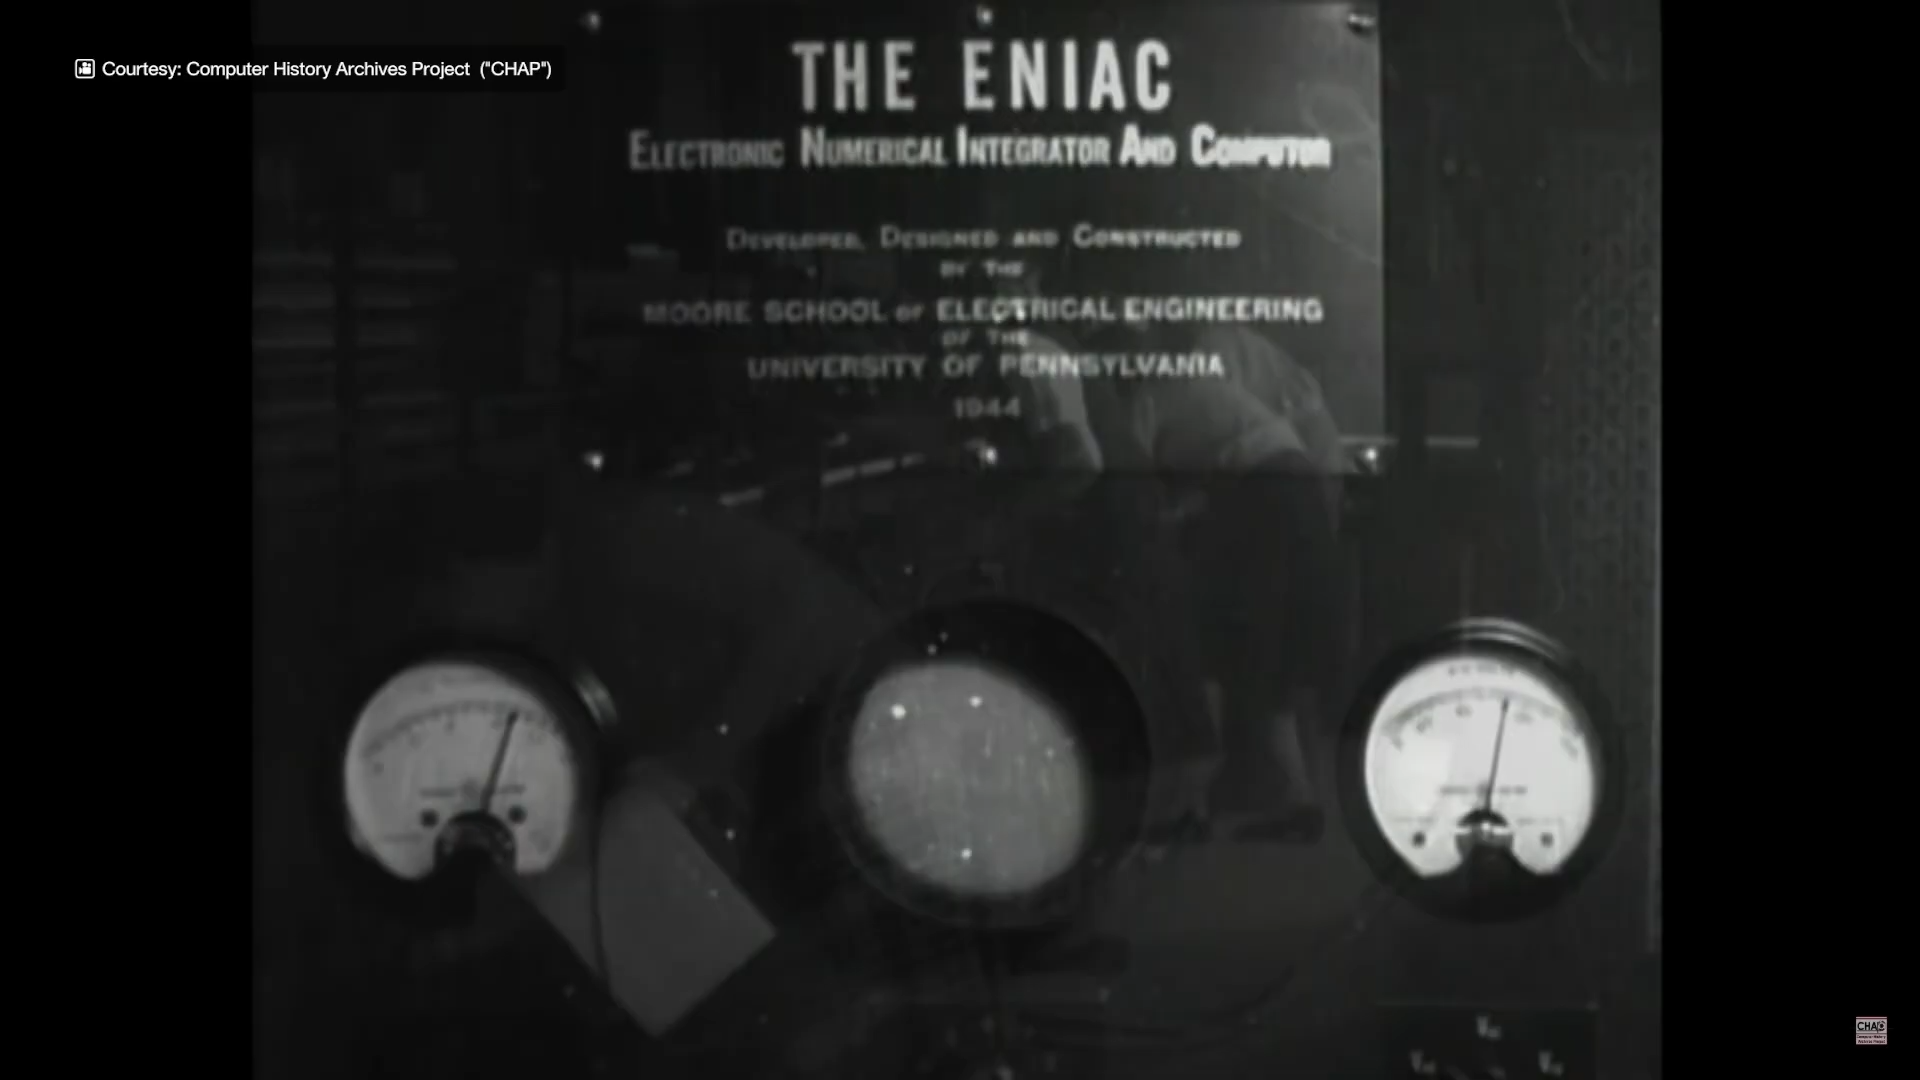 Courtesy: Computer History Archives Project ("CHAP")
THE ENIAC
ELECTRONIC NUMERICAL INTEGRATOR AND COMPUTOR
DEVELOPED, DESIGNED AND CONSTRUCTED
BY THE
MOORE SCHOOL OF ELECTRICAL ENGINEERING
OF THE
UNIVERSITY OF PENNSYLVANIA
1944
CHAP